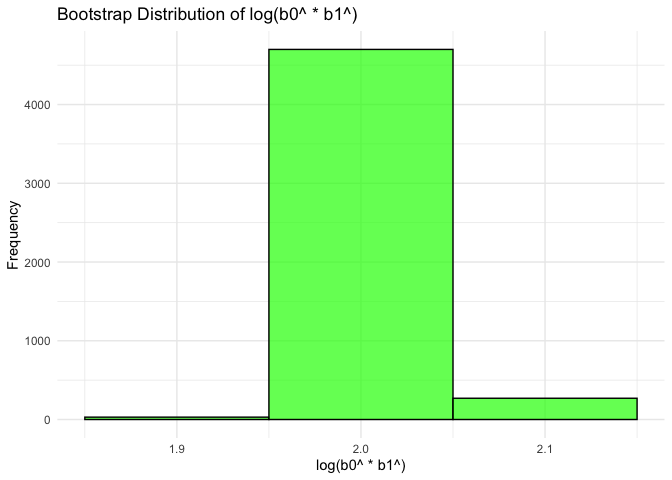 Bootstrap Distribution of log(b0^ * b1^)
4000
3000
2000
1000
0
Frequency
1.9
2.0
2.1
log(b0^ * b1^)